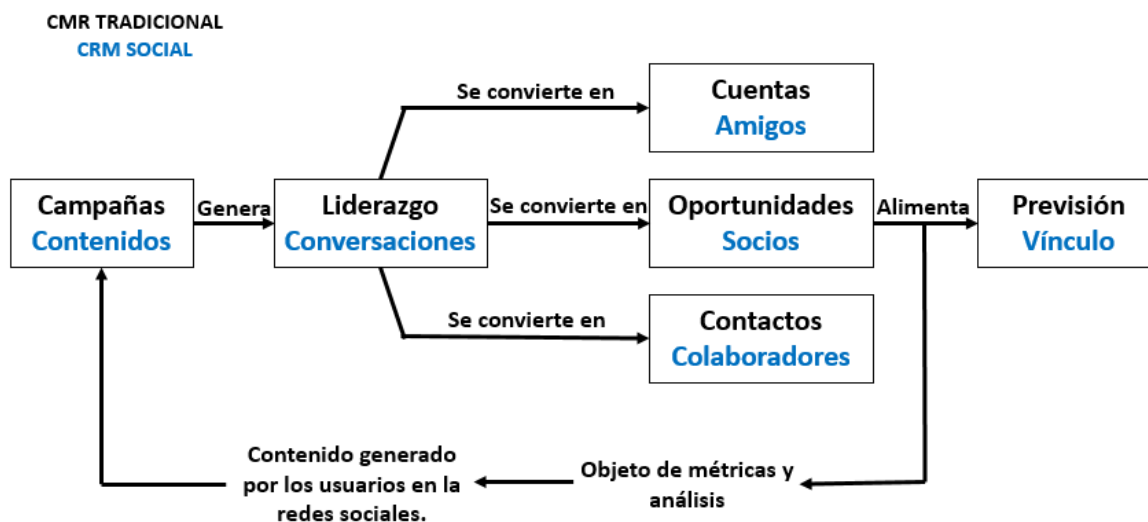 CMR TRADICIONAL
CRM SOCIAL
Se convierte en
Cuentas
Amigos
Campañas
Contenidos
Genera
Liderazgo
Conversaciones
Se convierte en
Oportunidades
Socios
Alimenta
Previsión
Vínculo
Se convierte en
Contactos
Colaboradores
Contenido generado
por los usuarios en la
redes sociales.
Objeto de métricas y
análisis